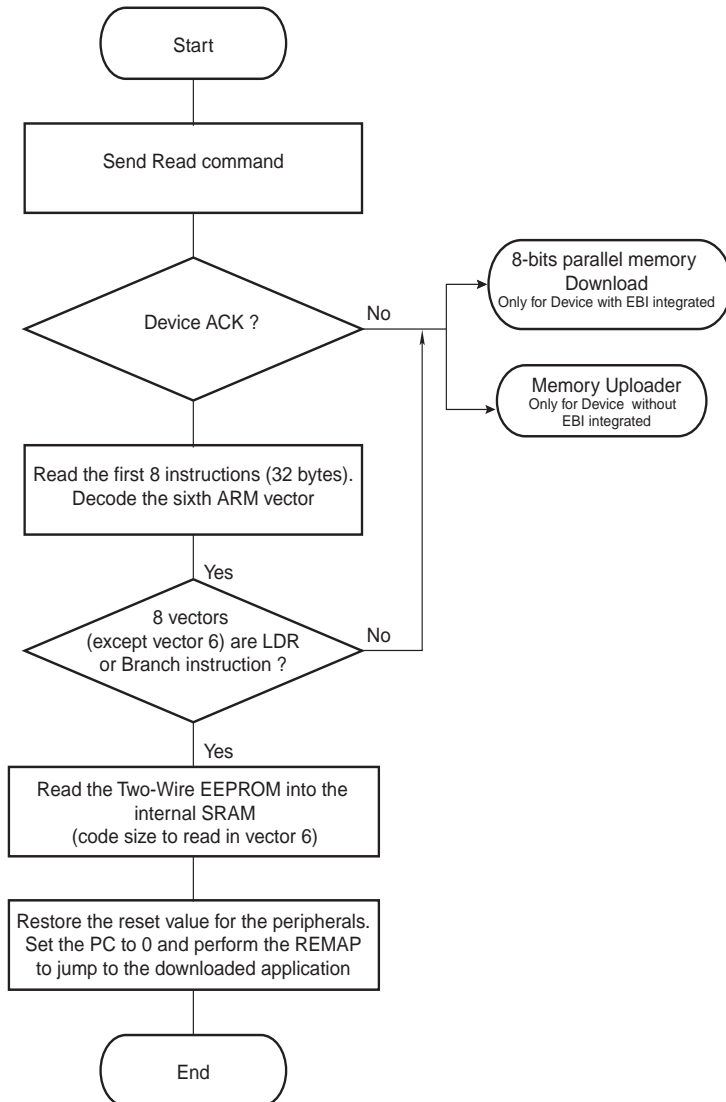 Start
Send Read command
Device ACK ?
No
8-bits parallel memory
Download
Only for Device with EBI integrated
Memory Uploader
Only for Device without
EBI integrated
Read the first 8 instructions (32 bytes).
Decode the sixth ARM vector
Yes
8 vectors
(except vector 6) are LDR
or Branch instruction ?
No
Yes
Read the Two-Wire EEPROM into the
internal SRAM
(code size to read in vector 6)
Restore the reset value for the peripherals.
Set the PC to 0 and perform the REMAP
to jump to the downloaded application
End